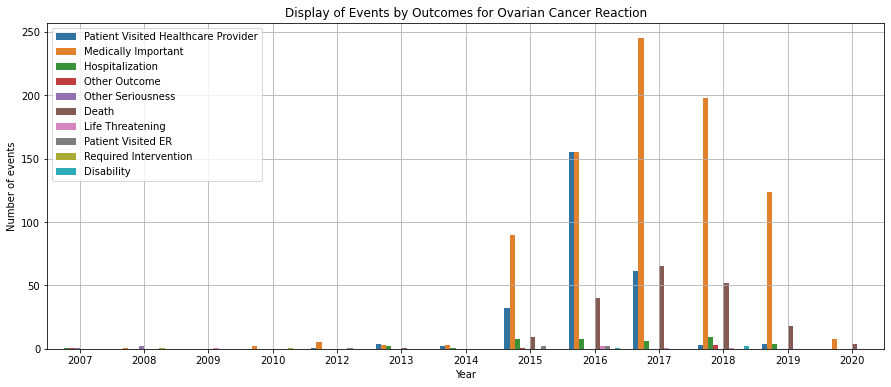 Display of Events by Outcomes for Ovarian Cancer Reaction
250
200
150
100
50
0
Number of events
Patient Visited Healthcare Provider
Medically Important
Hospitalization
Other Outcome
Other Seriousness
Death
Life Threatening
Patient Visited ER
Required Intervention
Disability
2007 2008 2009 2010 2012 2013 2014 2015 2016 2017 2018 2019 2020
Year